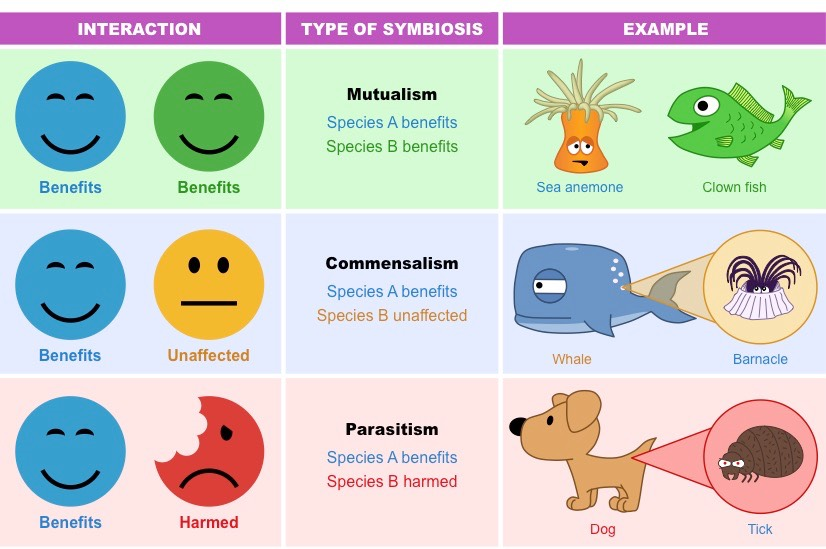 INTERACTION
TYPE OF SYMBIOSIS
EXAMPLE
Benefits
Benefits
Mutualism
Species A benefits
Species B benefits
Sea anemone
Clown fish
Benefits
Unaffected
Commensalism
Species A benefits
Species B unaffected
Whale
Barnacle
Benefits
Harmed
Parasitism
Species A benefits
Species B harmed
Dog
Tick